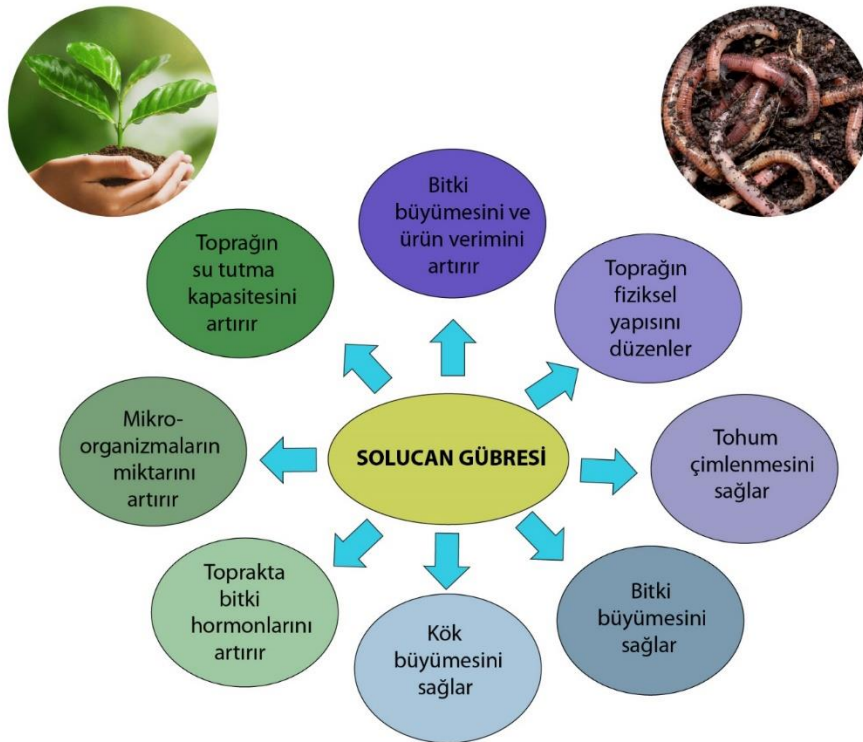 Bitki
büyümesini ve
ürün verimini
artırır
Toprağın
su tutma
kapasitesini
artırır
Toprağın
fiziksel
yapısını
düzenler
Mikro-
organizmaların
miktarını
artırır
SOLUCAN GÜBRESİ
Tohum
çimlenmesini
sağlar
Toprakta
bitki
hormonlarını
artırır
Kök
büyümesini
sağlar
Bitki
büyümesini
sağlar